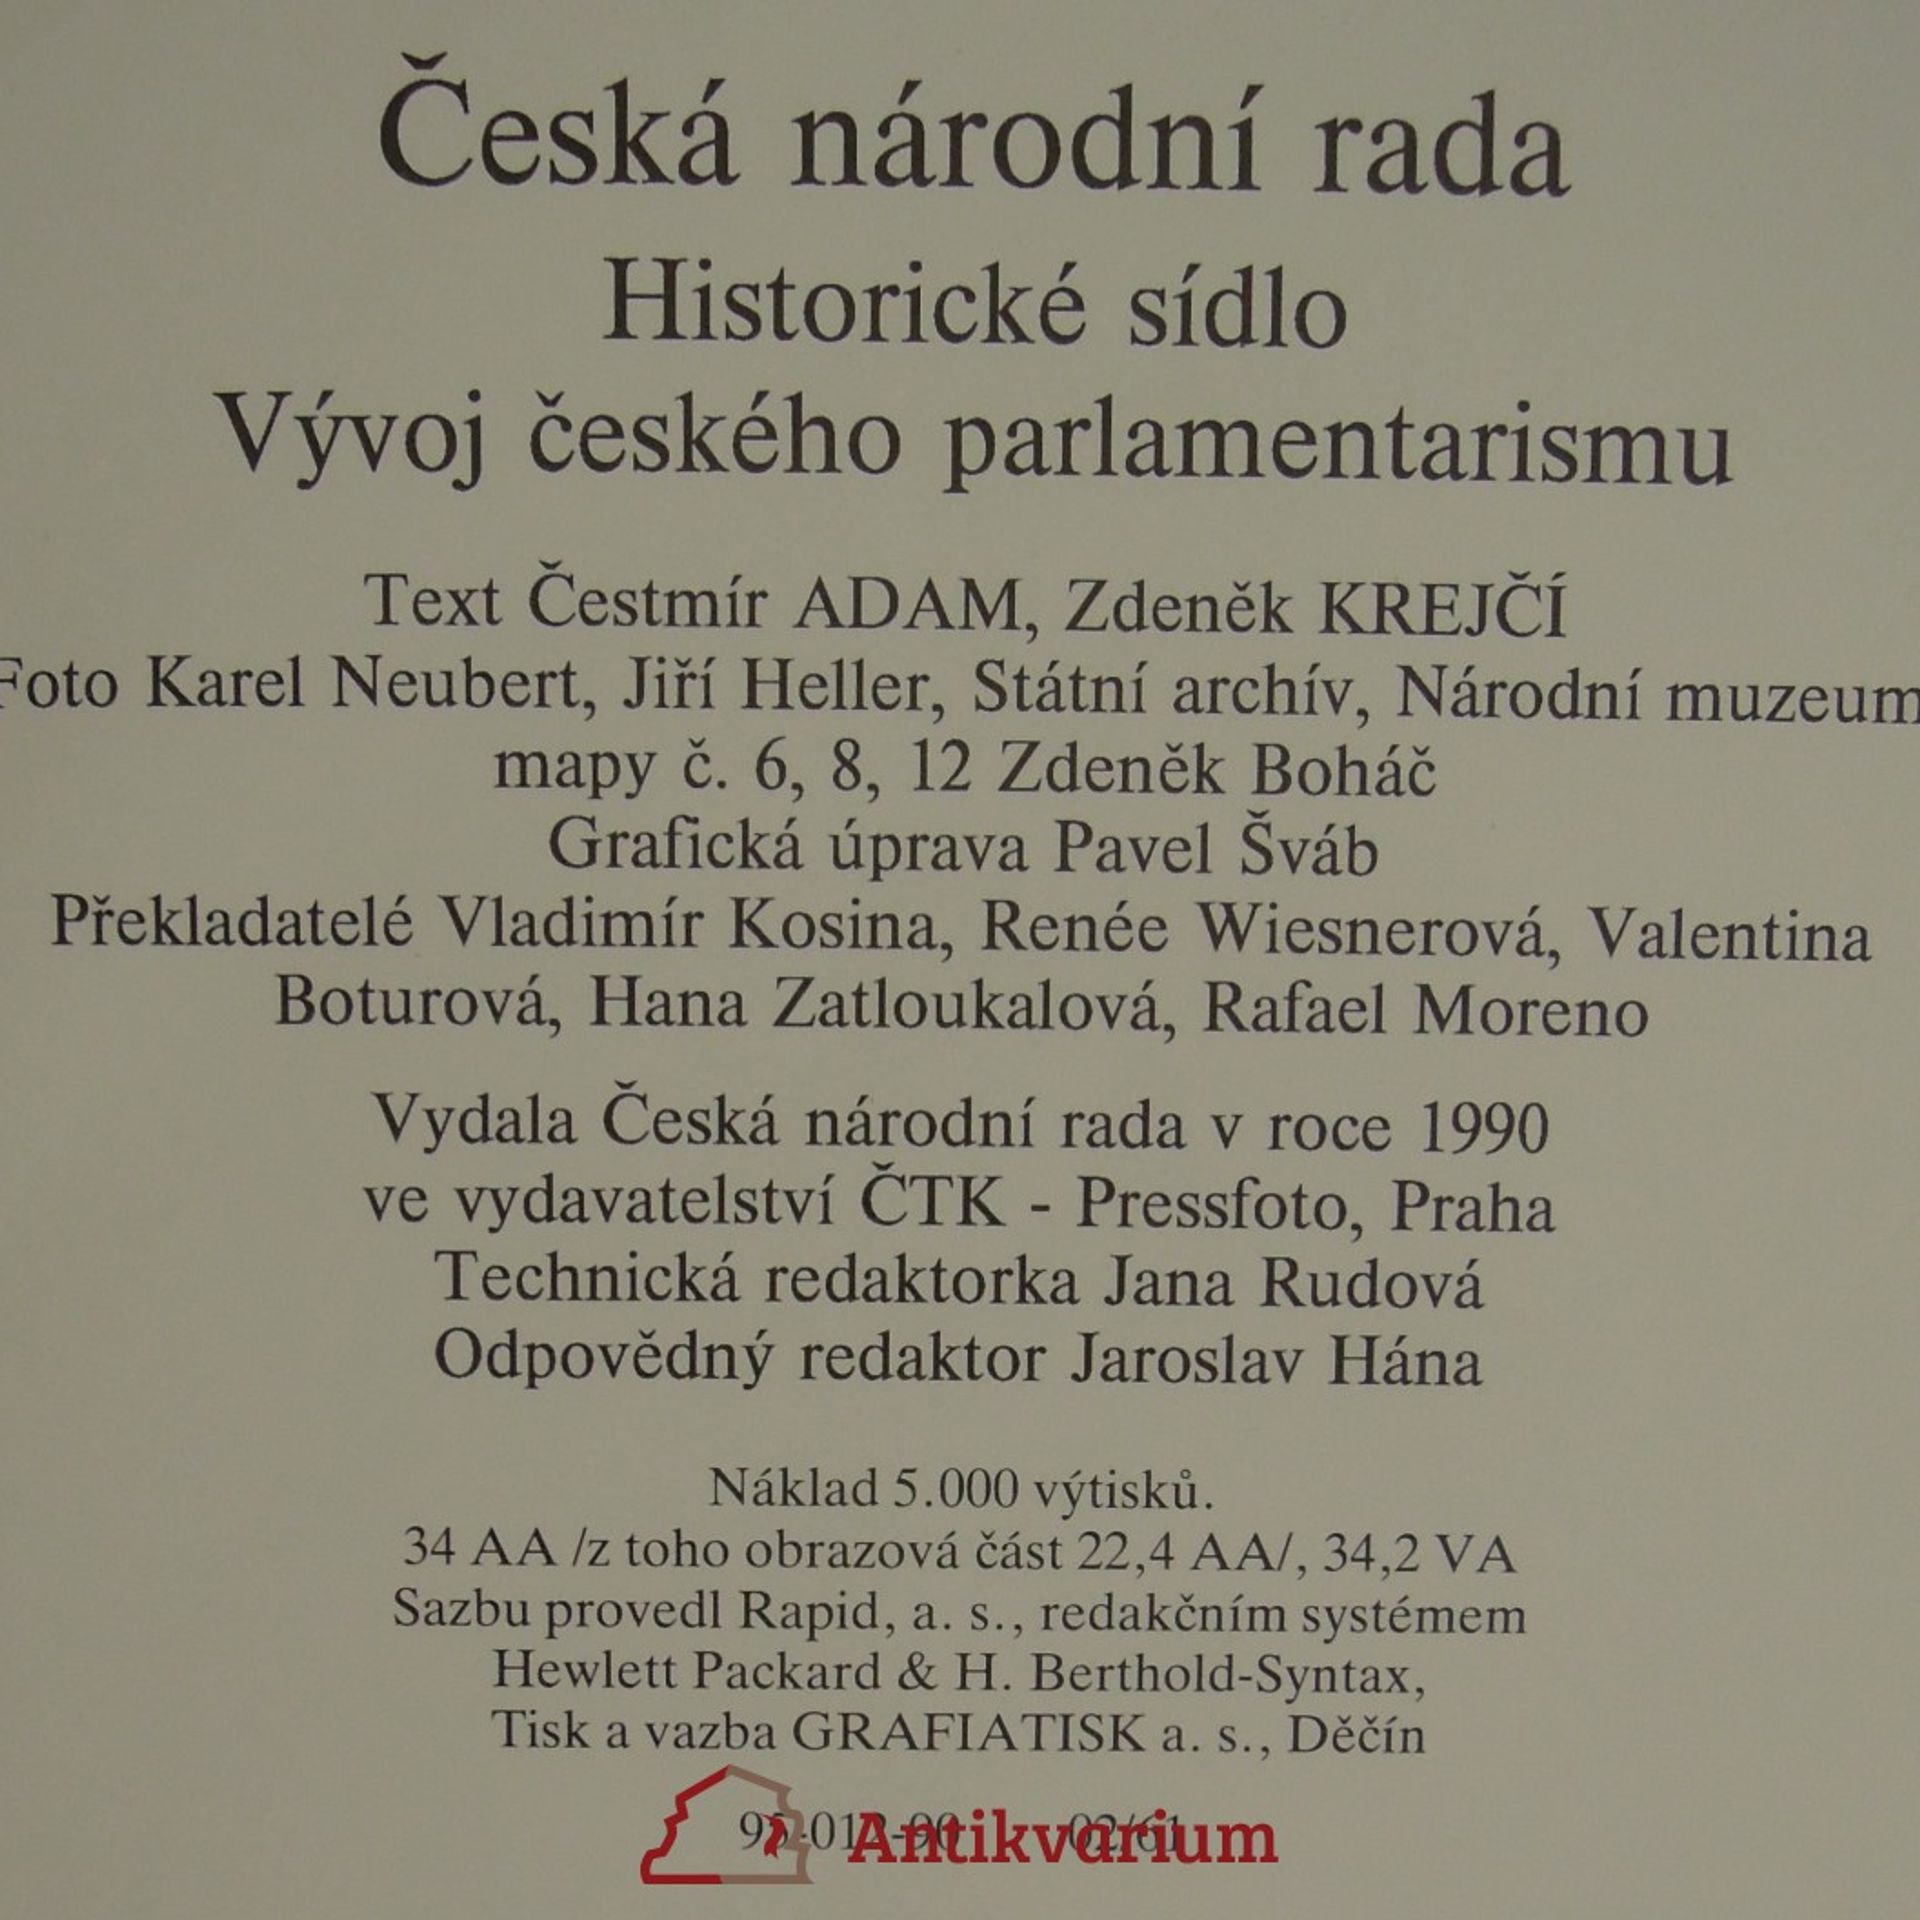 Česká národní rada
Historické sídlo
Vývoj českého parlamentarismu
Text Čestmír ADAM, Zdeněk KREJČÍ
Foto Karel Neubert, Jiří Heller, Státní archív, Národní muzeum
mapy č. 6, 8, 12 Zdeněk Boháč
Grafická úprava Pavel Šváb
Překladatelé Vladimír Kosina, Renée Wiesnerová, Valentina
Boturová, Hana Zatloukalová, Rafael Moreno
Vydala Česká národní rada v roce 1990
ve vydavatelství ČTK - Pressfoto, Praha
Technická redaktorka Jana Rudová
Odpovědný redaktor Jaroslav Hána
Náklad 5.000 výtisků.
34 AA /z toho obrazová část 22,4 AA/, 34,2 VA
Sazbu provedl Rapid, a. s., redakčním systémem
Hewlett Packard & H. Berthold-Syntax,
Tisk a vazba GRAFIATISK a. s., Děčín
Antikvarium